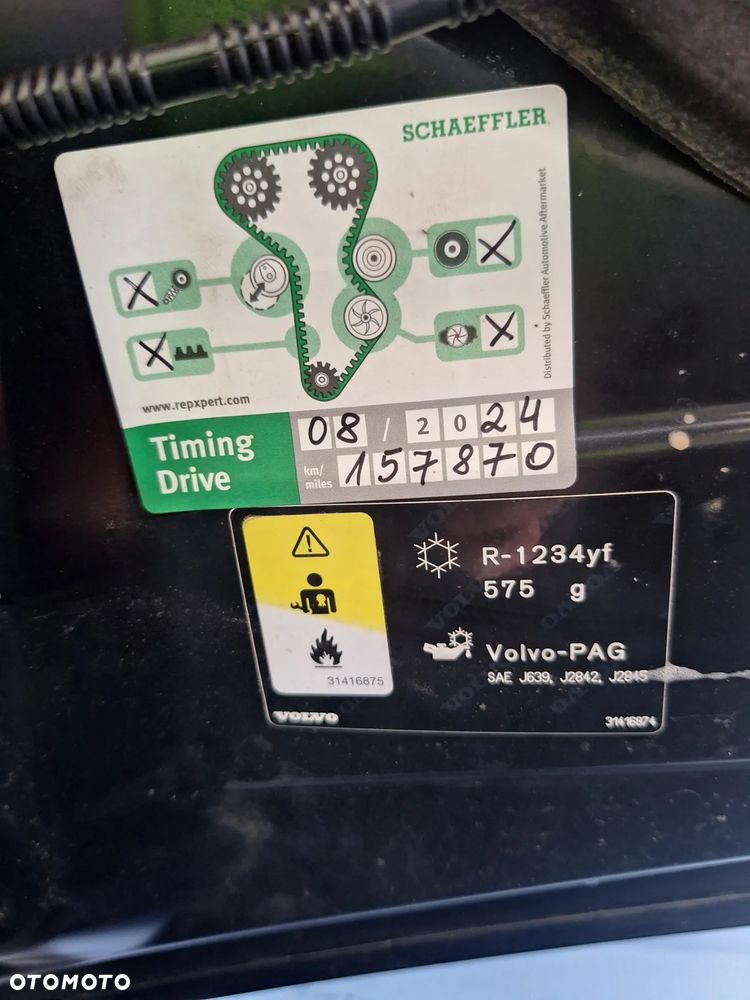 SCHAEFFLER
Distributed by Schaeffler Automotive Aftermarket
www.repxpert.com
Timing
Drive
08 / 2024
km/
miles
157870
R-1234yf
575 g
Volvo-PAG
SAE J639, J2842, J2845
31416875
VOLVO
31416874
OTOMOTO